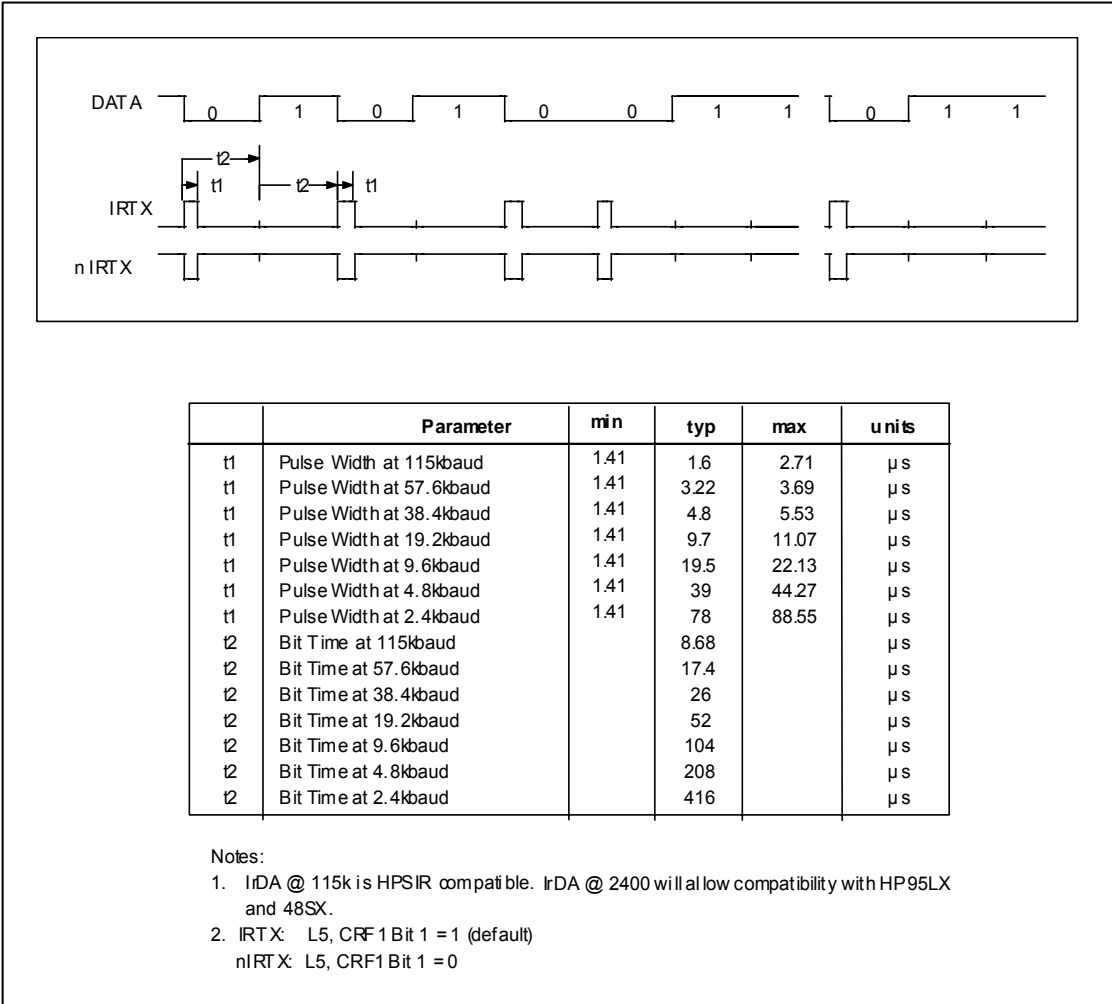 DATA 0 1 0 1 0 0 1 1 0 1 1
t2
t1 t2 t1
IRTX
nIRTX
Parameter min typ max units
t1 Pulse Width at 115kbaud 1.41 1.6 2.71 µs
t1 Pulse Width at 57.6kbaud 1.41 3.22 3.69 µs
t1 Pulse Width at 38.4kbaud 1.41 4.8 5.53 µs
t1 Pulse Width at 19.2kbaud 1.41 9.7 11.07 µs
t1 Pulse Width at 9.6kbaud 1.41 19.5 22.13 µs
t1 Pulse Width at 4.8kbaud 1.41 39 44.27 µs
t1 Pulse Width at 2.4kbaud 1.41 78 88.55 µs
t2 Bit Time at 115kbaud 8.68 µs
t2 Bit Time at 57.6kbaud 17.4 µs
t2 Bit Time at 38.4kbaud 26 µs
t2 Bit Time at 19.2kbaud 52 µs
t2 Bit Time at 9.6kbaud 104 µs
t2 Bit Time at 4.8kbaud 208 µs
t2 Bit Time at 2.4kbaud 416 µs
Notes:
1. IrDA @ 115k is HPSIR compatible. IrDA @ 2400 will allow compatibility with HP95LX
and 48SX.
2. IRTX: L5, CRF1 Bit 1 = 1 (default)
nIRTX: L5, CRF1 Bit 1 = 0